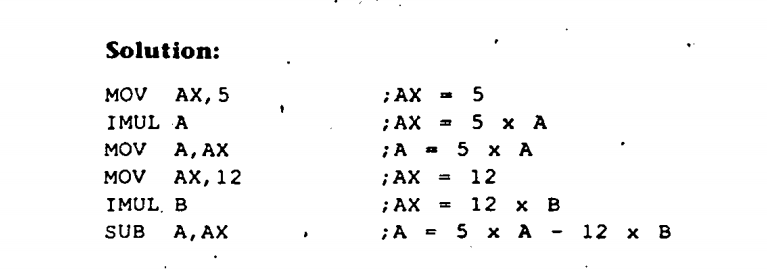 Solution:
MOV AX,5 ;AX = 5
IMUL A ;AX = 5 x A
MOV A,AX ;A = 5 x A
MOV AX,12 ;AX = 12
IMUL B ;AX = 12 x B
SUB A,AX ;A = 5 x A - 12 x B